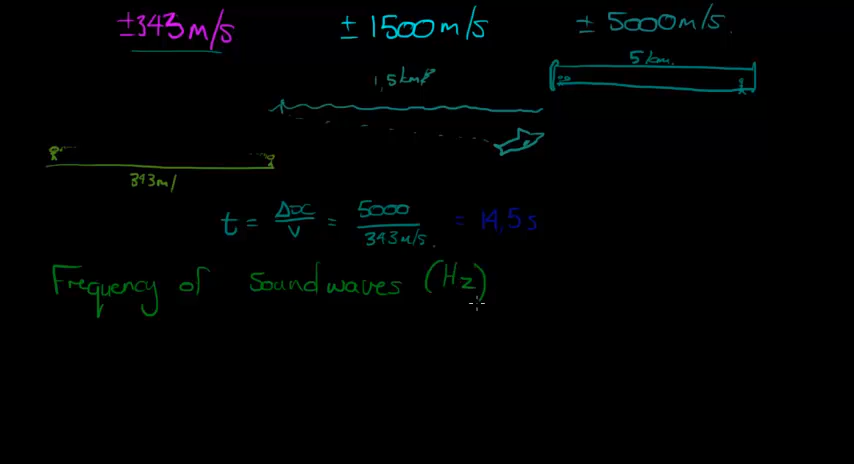 ±343m/s ±1500m/s ±5000m/s.
5km.
1,5km
343m/
t = Δx/v = 5000/343m/s. = 14,5s
Frequency of Soundwaves (Hz)